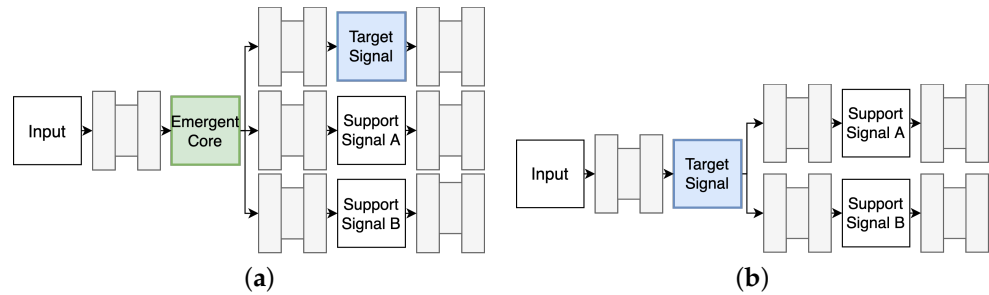 Input
Emergent
Core
Target
Signal
Support
Signal A
Support
Signal B
(a)
Input
Target
Signal
Support
Signal A
Support
Signal B
(b)